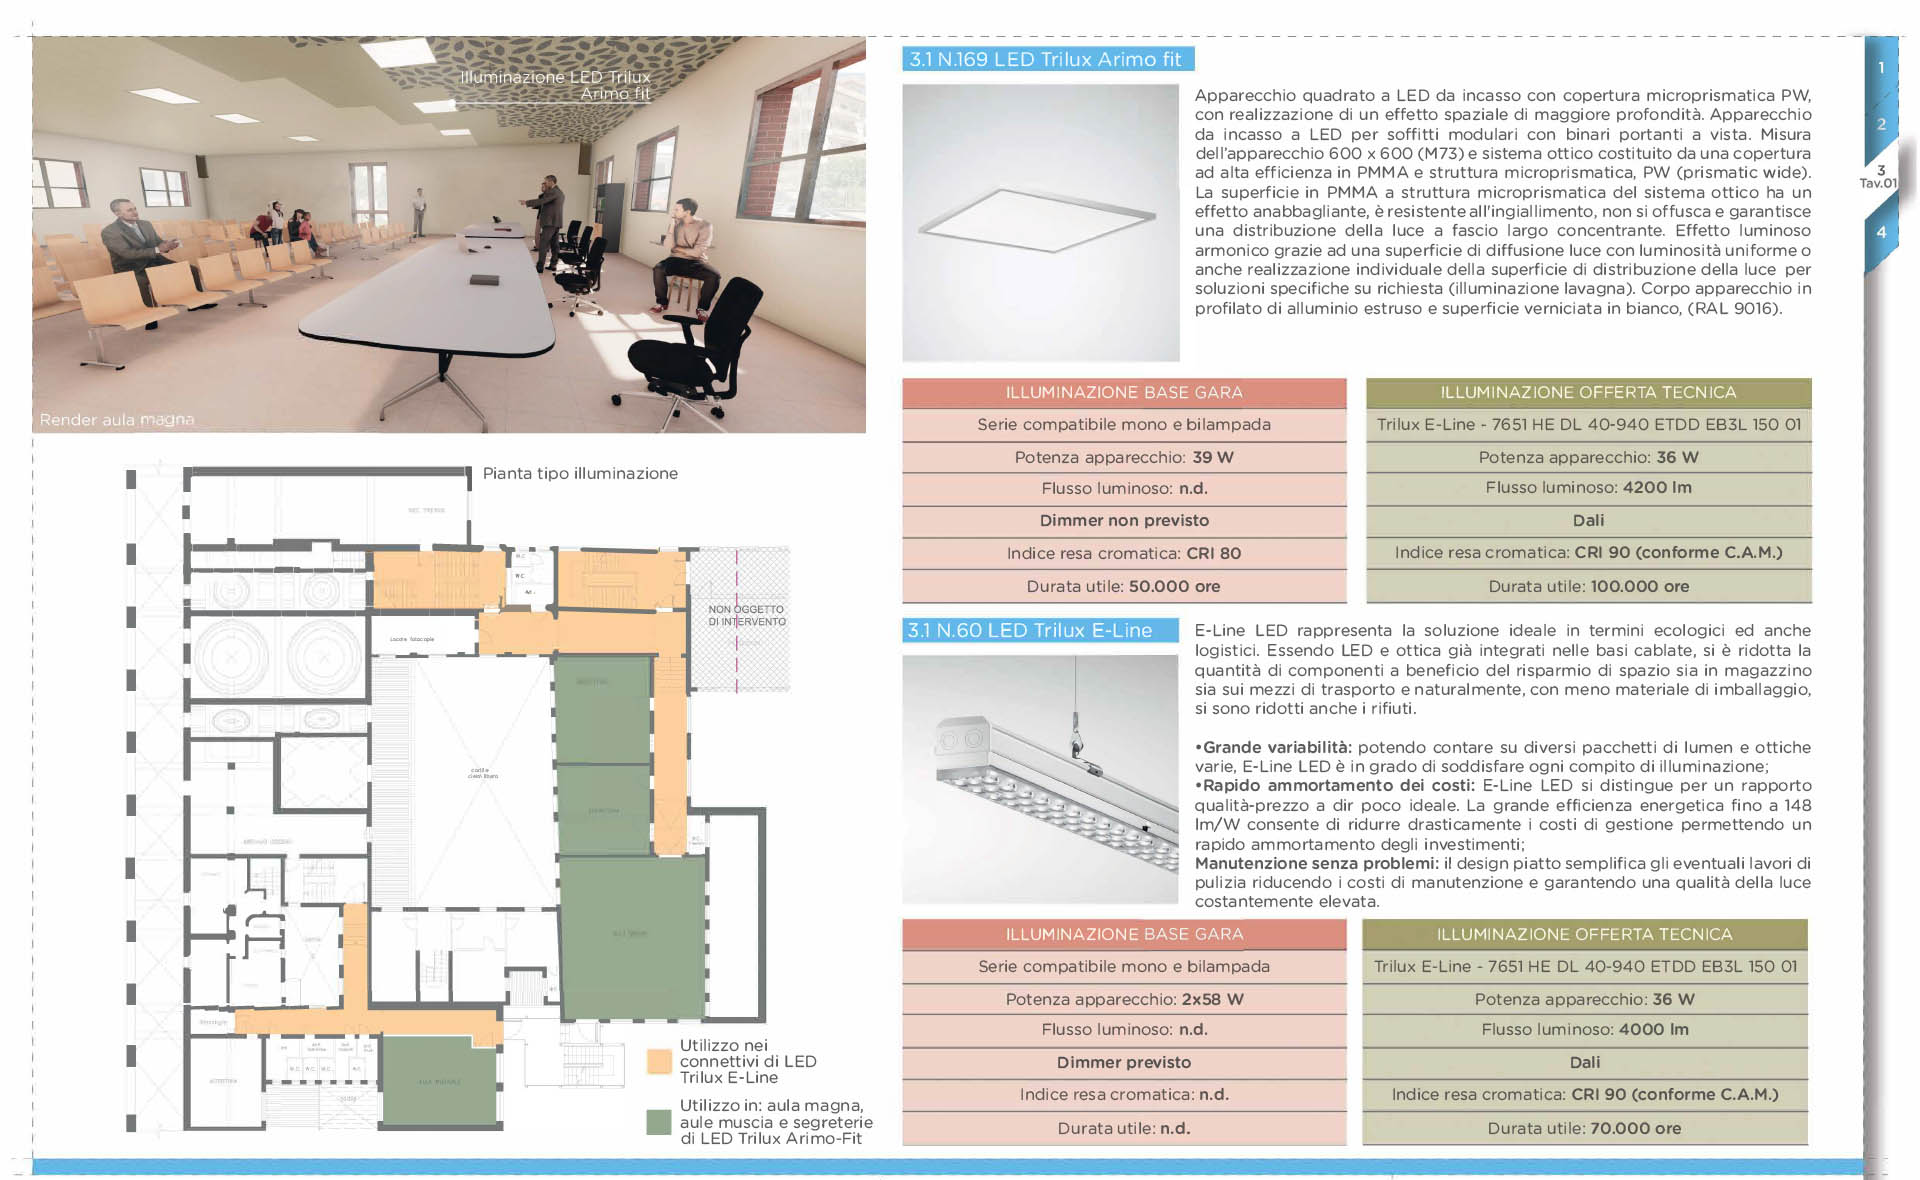 Illuminazione LED Trilux
Arimo fit
Render aula magna
Pianta tipo illuminazione
W.C.
W.C.
NON OGGETTO
DI INTERVENTO
Locale fotocopie
cortile
cielo libero
Utilizzo nei
connettivi di LED
Trilux E-Line
Utilizzo in: aula magna,
aule muscia e segreterie
di LED Trilux Arimo-Fit
3.1 N.169 LED Trilux Arimo fit
Apparecchio quadrato a LED da incasso con copertura microprismatica PW,
con realizzazione di un effetto spaziale di maggiore profondità. Apparecchio
da incasso a LED per soffitti modulari con binari portanti a vista. Misura
dell'apparecchio 600 x 600 (M73) e sistema ottico costituito da una copertura
ad alta efficienza in PMMA e struttura microprismatica, PW (prismatic wide).
La superficie in PMMA a struttura microprismatica del sistema ottico ha un
effetto anabbagliante, è resistente all'ingiallimento, non si offusca e garantisce
una distribuzione della luce a fascio largo concentrante. Effetto luminoso
armonico grazie ad una superficie di diffusione luce con luminosità uniforme o
anche realizzazione individuale della superficie di distribuzione della luce per
soluzioni specifiche su richiesta (illuminazione lavagna). Corpo apparecchio in
profilato di alluminio estruso e superficie verniciata in bianco, (RAL 9016).
ILLUMINAZIONE BASE GARA
Serie compatibile mono e bilampada
Potenza apparecchio: 39 W
Flusso luminoso: n.d.
Dimmer non previsto
Indice resa cromatica: CRI 80
Durata utile: 50.000 ore
ILLUMINAZIONE OFFERTA TECNICA
Trilux E-Line - 7651 HE DL 40-940 ETDD EB3L 150 01
Potenza apparecchio: 36 W
Flusso luminoso: 4200 lm
Dali
Indice resa cromatica: CRI 90 (conforme C.A.M.)
Durata utile: 100.000 ore
3.1 N.60 LED Trilux E-Line
E-Line LED rappresenta la soluzione ideale in termini ecologici ed anche
logistici. Essendo LED e ottica già integrati nelle basi cablate, si è ridotta la
quantità di componenti a beneficio del risparmio di spazio sia in magazzino
sia sui mezzi di trasporto e naturalmente, con meno materiale di imballaggio,
si sono ridotti anche i rifiuti.
•Grande variabilità: potendo contare su diversi pacchetti di lumen e ottiche
varie, E-Line LED è in grado di soddisfare ogni compito di illuminazione;
•Rapido ammortamento dei costi: E-Line LED si distingue per un rapporto
qualità-prezzo a dir poco ideale. La grande efficienza energetica fino a 148
lm/W consente di ridurre drasticamente i costi di gestione permettendo un
rapido ammortamento degli investimenti;
Manutenzione senza problemi: il design piatto semplifica gli eventuali lavori di
pulizia riducendo i costi di manutenzione e garantendo una qualità della luce
costantemente elevata.
ILLUMINAZIONE BASE GARA
Serie compatibile mono e bilampada
Potenza apparecchio: 2x58 W
Flusso luminoso: n.d.
Dimmer previsto
Indice resa cromatica: n.d.
Durata utile: n.d.
ILLUMINAZIONE OFFERTA TECNICA
Trilux E-Line - 7651 HE DL 40-940 ETDD EB3L 150 01
Potenza apparecchio: 36 W
Flusso luminoso: 4000 lm
Dali
Indice resa cromatica: CRI 90 (conforme C.A.M.)
Durata utile: 70.000 ore
1
2
3
Tav.01
4